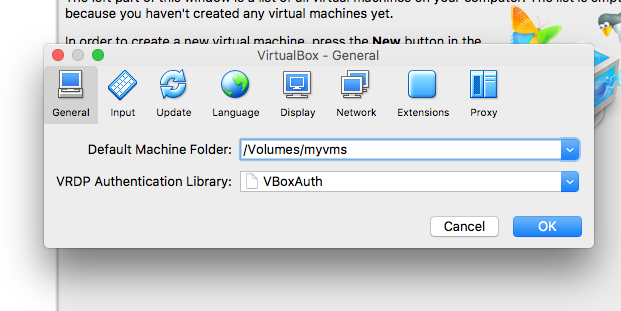 The left part of this window is a list of all virtual machines on your computer. The list is empty
because you haven't created any virtual machines yet.
In order to create a new virtual machine, press the New button in the
VirtualBox - General
General
Input
Update
Language
Display
Network
Extensions
Proxy
Default Machine Folder:
/Volumes/myvms
VRDP Authentication Library:
VBoxAuth
Cancel
OK